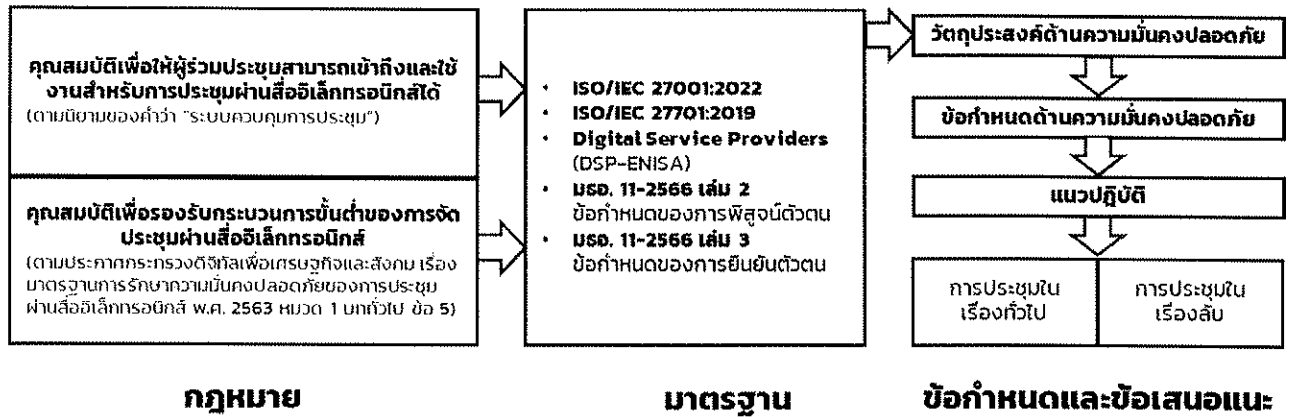 คุณสมบัติเพื่อให้ผู้ร่วมประชุมสามารถเข้าถึงและใช้
งานสำหรับการประชุมผ่านสื่ออิเล็กทรอนิกส์ได้
(ตามนิยามของคำว่า "ระบบควบคุมการประชุม")
คุณสมบัติเพื่อรองรับกระบวนการขั้นต่ำของการจัด
ประชุมผ่านสื่ออิเล็กทรอนิกส์
(ตามประกาศกระทรวงดิจิทัลเพื่อเศรษฐกิจและสังคม เรื่อง
มาตรฐานการรักษาความมั่นคงปลอดภัยของการประชุม
ผ่านสื่ออิเล็กทรอนิกส์ พ.ศ. 2563 หมวด 1 บททั่วไป ข้อ 5)
กฎหมาย
• ISO/IEC 27001:2022
• ISO/IEC 27701:2019
• Digital Service Providers
(DSP-ENISA)
• มธอ. 11-2566 เล่ม 2
ข้อกำหนดของการพิสูจน์ตัวตน
• มธอ. 11-2566 เล่ม 3
ข้อกำหนดของการยืนยันตัวตน
มาตรฐาน
วัตถุประสงค์ด้านความมั่นคงปลอดภัย
ข้อกำหนดด้านความมั่นคงปลอดภัย
แนวปฏิบัติ
การประชุมใน
เรื่องทั่วไป
การประชุมใน
เรื่องลับ
ข้อกำหนดและข้อเสนอแนะ